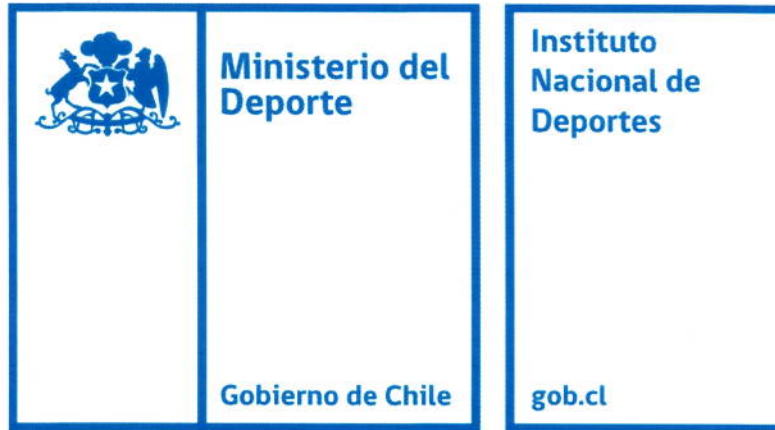 Ministerio del
Deporte
Gobierno de Chile
Instituto
Nacional de
Deportes
gob.cl